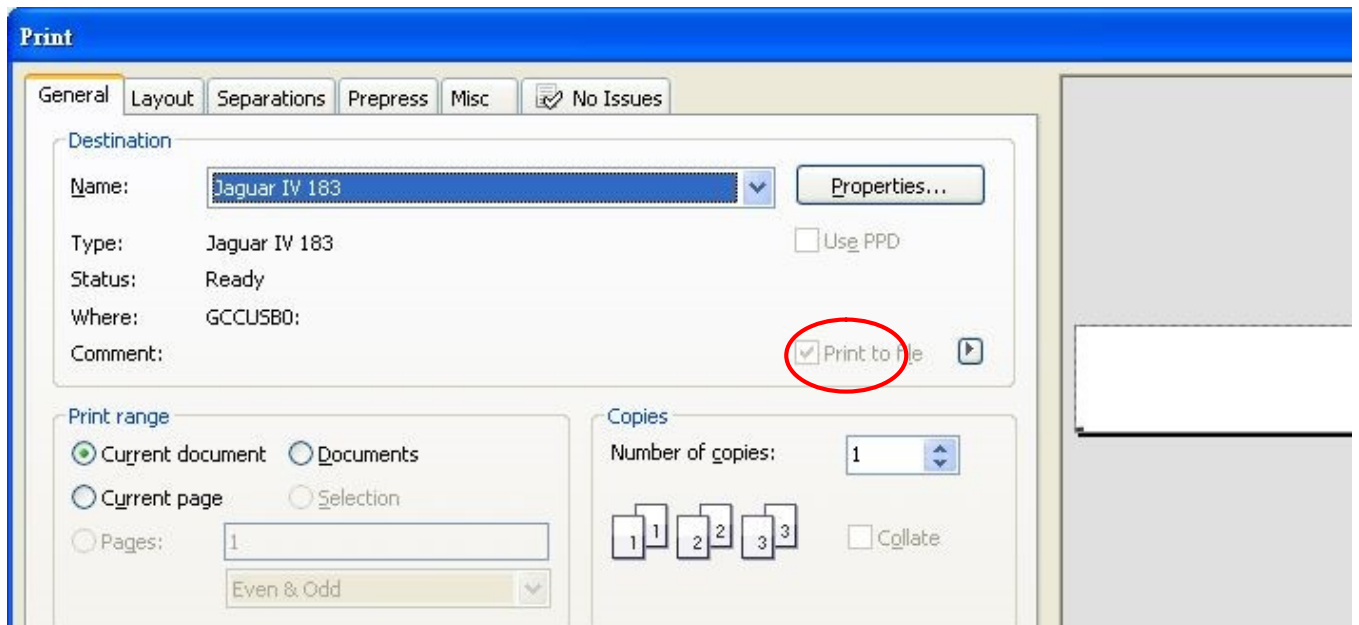 Print
General Layout Separations Prepress Misc No Issues
Destination
Name: Jaguar IV 183 Properties...
Type: Jaguar IV 183 Use PPD
Status: Ready
Where: GCCUSB0:
Comment: Print to file
Print range Copies
Current document Documents Number of copies: 1
Current page Selection
1 1 2 2 3 3 Collate
Pages: 1
Even & Odd